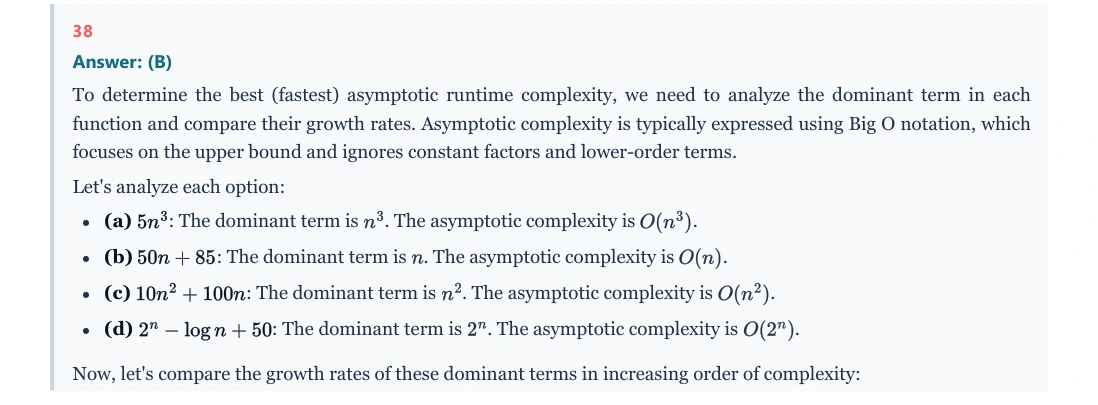 38
Answer: (B)
To determine the best (fastest) asymptotic runtime complexity, we need to analyze the dominant term in each
function and compare their growth rates. Asymptotic complexity is typically expressed using Big O notation, which
focuses on the upper bound and ignores constant factors and lower-order terms.
Let's analyze each option:
• (a) 5n³: The dominant term is n³. The asymptotic complexity is O(n³).
• (b) 50n + 85: The dominant term is n. The asymptotic complexity is O(n).
• (c) 10n² + 100n: The dominant term is n². The asymptotic complexity is O(n²).
• (d) 2ⁿ − log n + 50: The dominant term is 2ⁿ. The asymptotic complexity is O(2ⁿ).
Now, let's compare the growth rates of these dominant terms in increasing order of complexity: